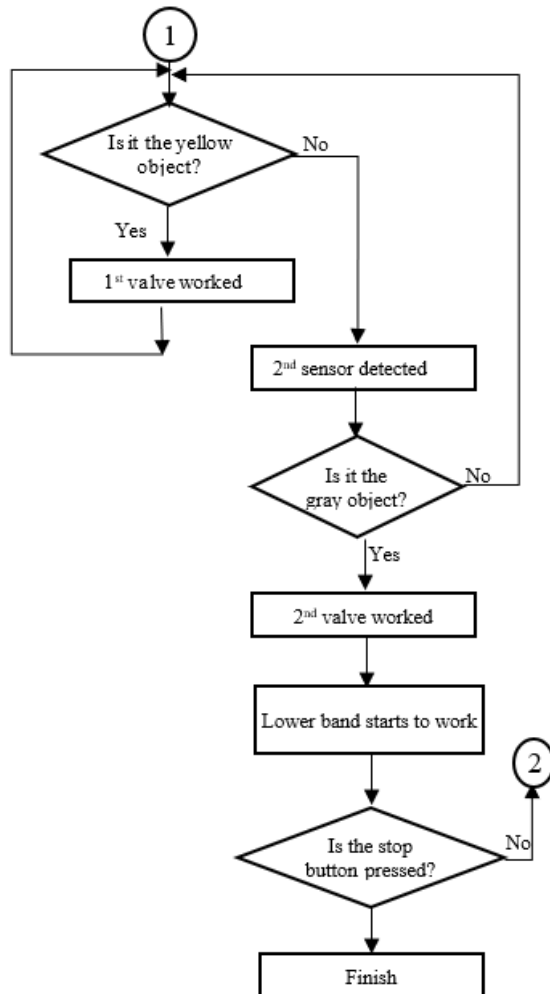 1
Is it the yellow
object?
No
Yes
1st valve worked
2nd sensor detected
Is it the
gray object?
No
Yes
2nd valve worked
Lower band starts to work
2
Is the stop
button pressed?
No
Finish